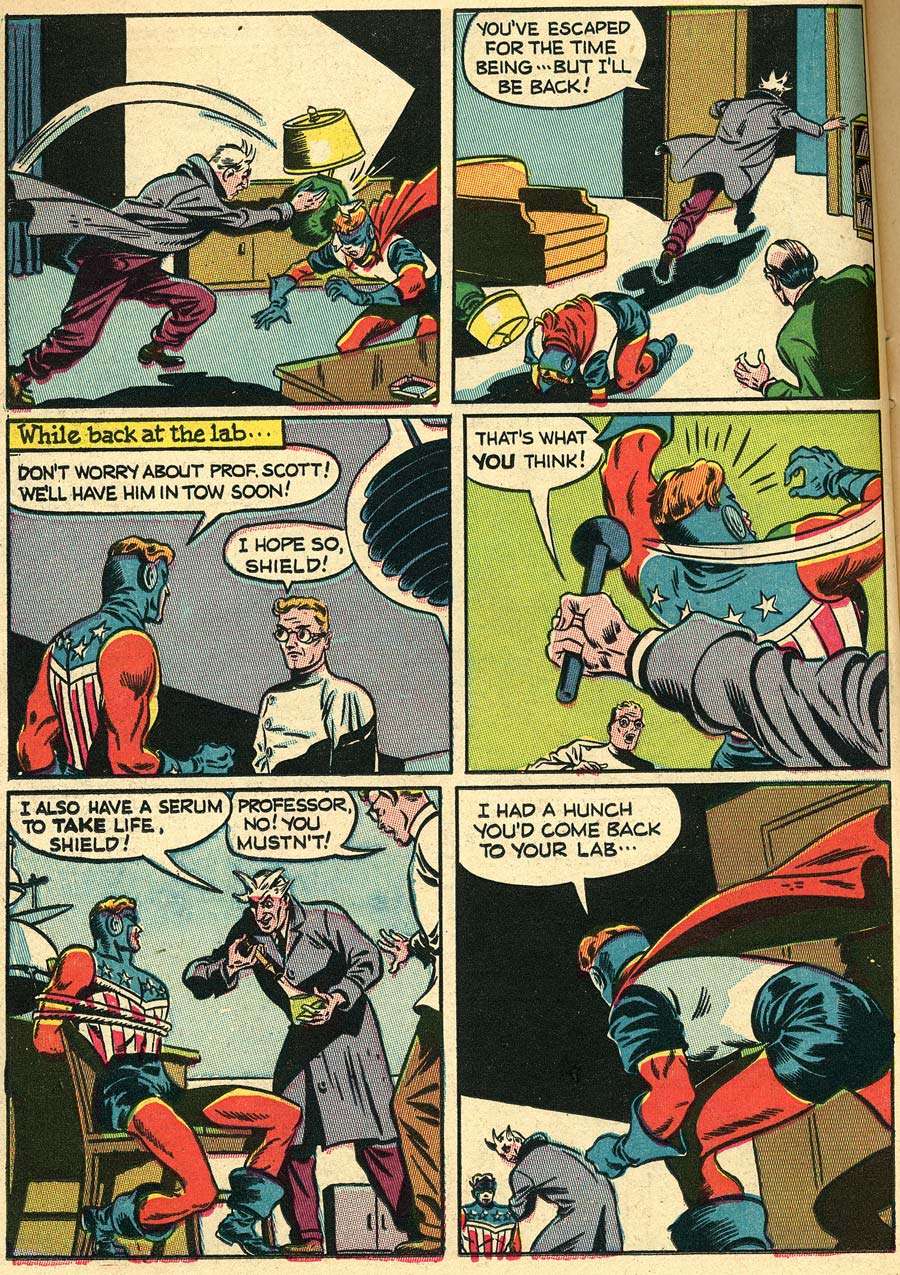 YOU'VE ESCAPED
FOR THE TIME
BEING...BUT I'LL
BE BACK!
While back at the lab...
DON'T WORRY ABOUT PROF. SCOTT!
WE'LL HAVE HIM IN TOW SOON!
I HOPE SO,
SHIELD!
THAT'S WHAT
YOU THINK!
I ALSO HAVE A SERUM
TO TAKE LIFE,
SHIELD!
PROFESSOR,
NO! YOU
MUSTN'T!
I HAD A HUNCH
YOU'D COME BACK
TO YOUR LAB...